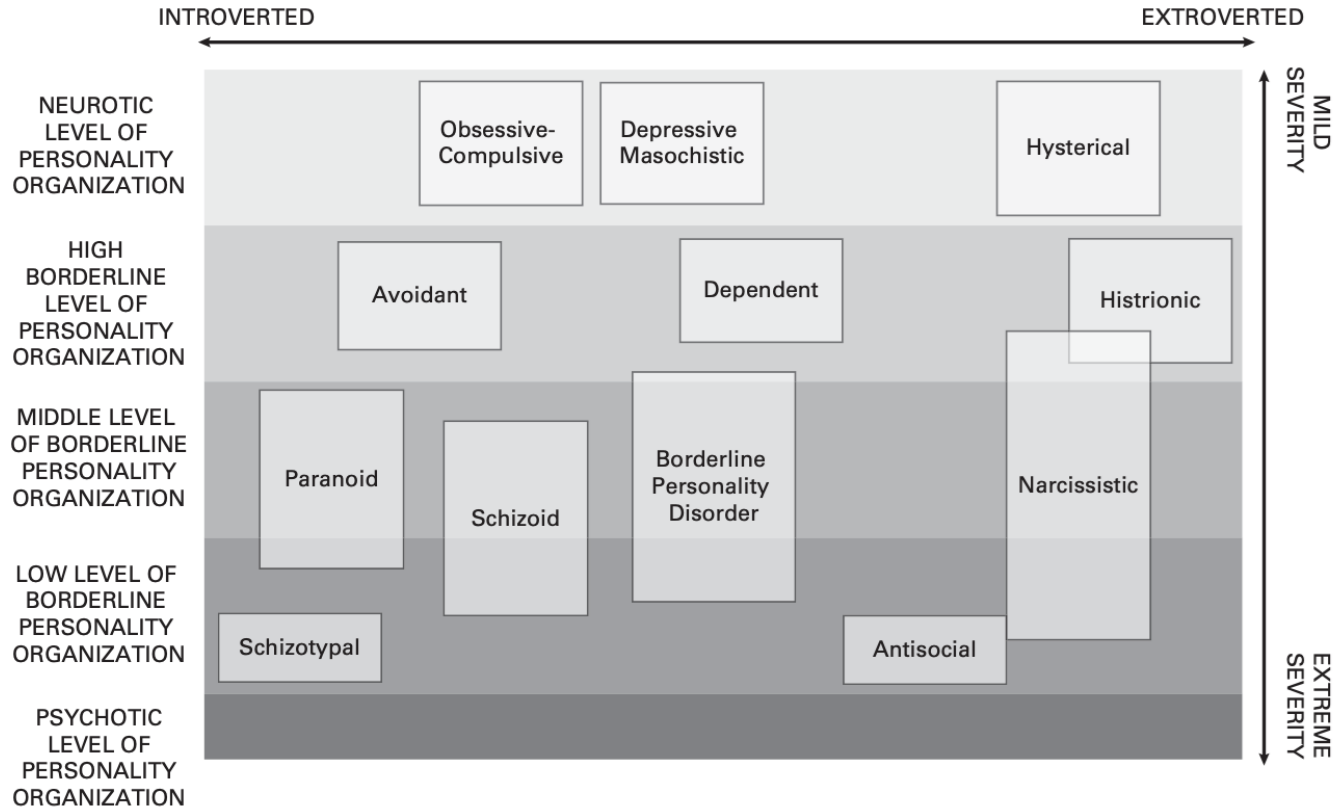 INTROVERTED
EXTROVERTED
NEUROTIC
LEVEL OF
PERSONALITY
ORGANIZATION
Obsessive-
Compulsive
Depressive
Masochistic
Hysterical
MILD
SEVERITY
HIGH
BORDERLINE
LEVEL OF
PERSONALITY
ORGANIZATION
Avoidant
Dependent
Histrionic
MIDDLE LEVEL
OF BORDERLINE
PERSONALITY
ORGANIZATION
Paranoid
Schizoid
Borderline
Personality
Disorder
Narcissistic
LOW LEVEL OF
BORDERLINE
PERSONALITY
ORGANIZATION
Schizotypal
Antisocial
EXTREME
SEVERITY
PSYCHOTIC
LEVEL OF
PERSONALITY
ORGANIZATION